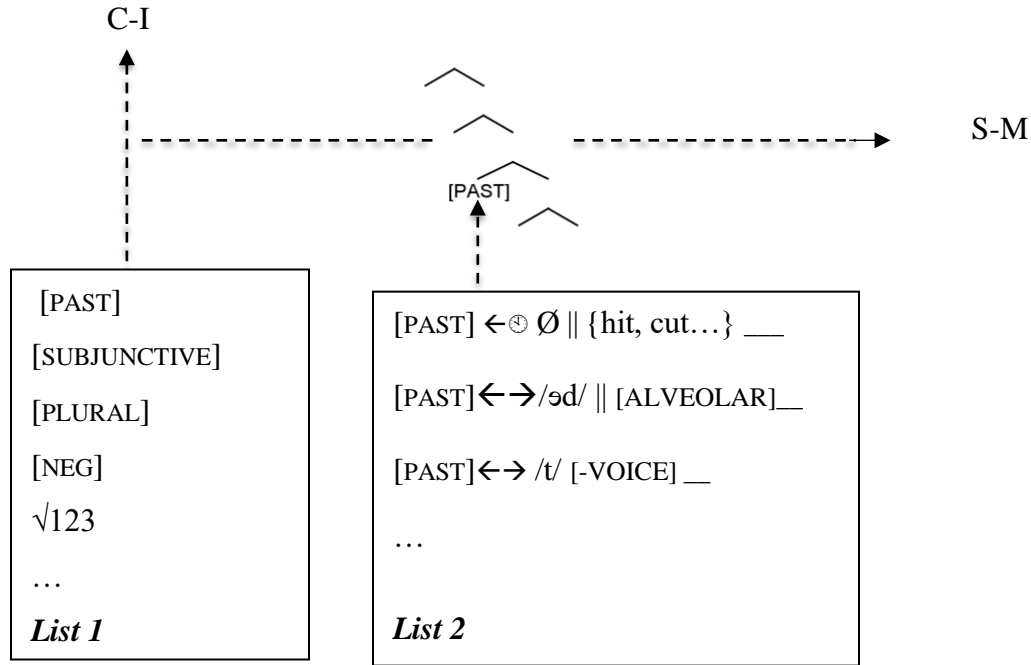 C-I
S-M
[PAST]
[PAST]
[SUBJUNCTIVE]
[PLURAL]
[NEG]
√123
…
List 1
[PAST] ←🕙 Ø || {hit, cut…} ___
[PAST]←→/ɘd/ || [ALVEOLAR]__
[PAST]←→ /t/ [-VOICE] __
…
List 2